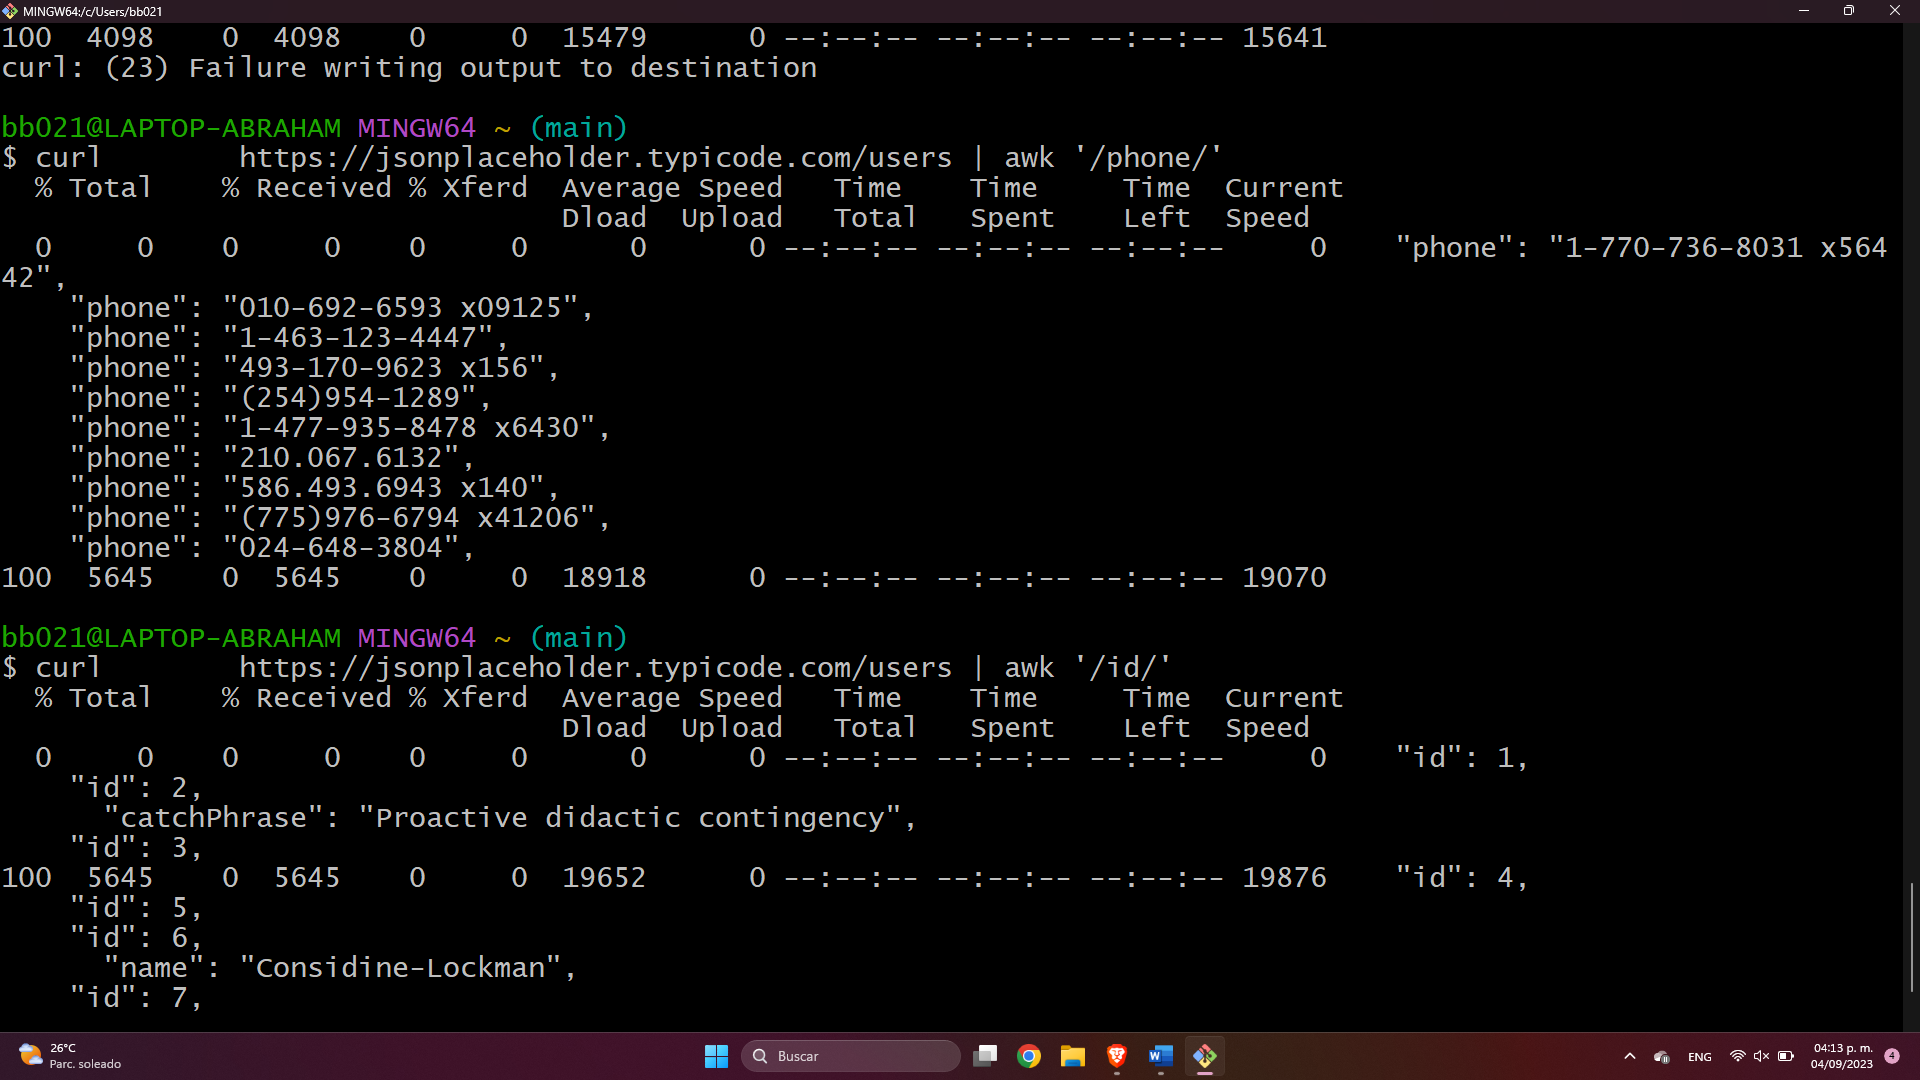 MINGW64:/c/Users/bb021
100  4098    0  4098    0     0  15479      0 --:--:-- --:--:-- --:--:-- 15641
curl: (23) Failure writing output to destination
bb021@LAPTOP-ABRAHAM MINGW64 ~ (main)
$ curl        https://jsonplaceholder.typicode.com/users | awk '/phone/'
  % Total    % Received % Xferd  Average Speed   Time    Time     Time  Current
                                 Dload  Upload   Total   Spent    Left  Speed
  0     0    0     0    0     0      0      0 --:--:-- --:--:-- --:--:--     0    "phone": "1-770-736-8031 x564
42",
    "phone": "010-692-6593 x09125",
    "phone": "1-463-123-4447",
    "phone": "493-170-9623 x156",
    "phone": "(254)954-1289",
    "phone": "1-477-935-8478 x6430",
    "phone": "210.067.6132",
    "phone": "586.493.6943 x140",
    "phone": "(775)976-6794 x41206",
    "phone": "024-648-3804",
100  5645    0  5645    0     0  18918      0 --:--:-- --:--:-- --:--:-- 19070
bb021@LAPTOP-ABRAHAM MINGW64 ~ (main)
$ curl        https://jsonplaceholder.typicode.com/users | awk '/id/'
  % Total    % Received % Xferd  Average Speed   Time    Time     Time  Current
                                 Dload  Upload   Total   Spent    Left  Speed
  0     0    0     0    0     0      0      0 --:--:-- --:--:-- --:--:--     0    "id": 1,
    "id": 2,
      "catchPhrase": "Proactive didactic contingency",
    "id": 3,
100  5645    0  5645    0     0  19652      0 --:--:-- --:--:-- --:--:-- 19876    "id": 4,
    "id": 5,
    "id": 6,
      "name": "Considine-Lockman",
    "id": 7,
26°C
Parc. soleado
Buscar
W
ENG
04:13 p. m.
04/09/2023
4